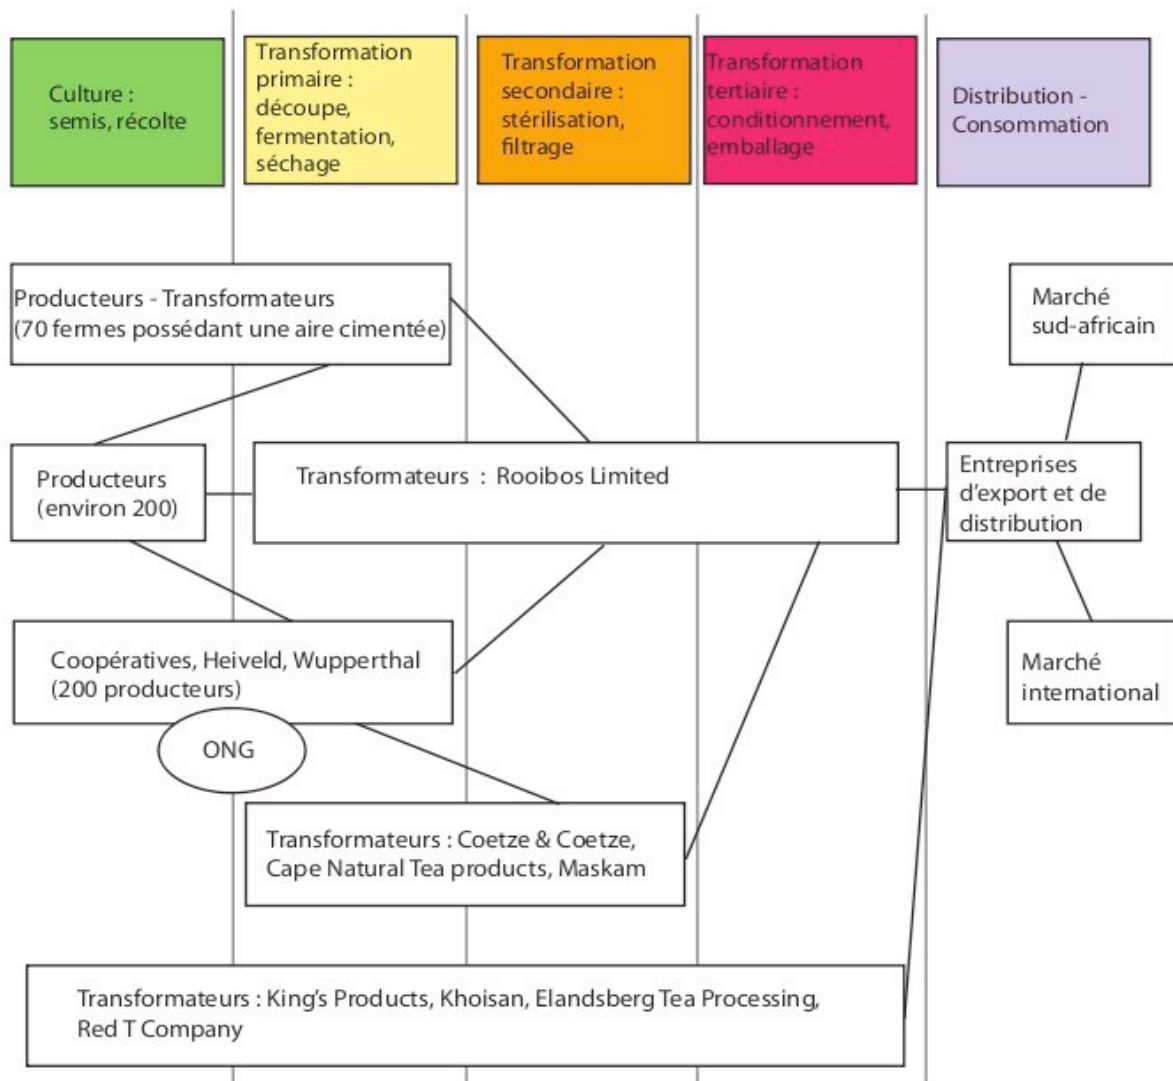 Culture :
semis, récolte
Transformation
primaire :
découpe,
fermentation,
séchage
Transformation
secondaire :
stérilisation,
filtrage
Transformation
tertiaire :
conditionnement,
emballage
Distribution -
Consommation
Producteurs - Transformateurs
(70 fermes possédant une aire cimentée)
Marché
sud-africain
Producteurs
(environ 200)
Transformateurs : Rooibos Limited
Entreprises
d'export et de
distribution
Coopératives, Heiveld, Wupperthal
(200 producteurs)
Marché
international
ONG
Transformateurs : Coetze & Coetze,
Cape Natural Tea products, Maskam
Transformateurs : King's Products, Khoisan, Elandsberg Tea Processing,
Red T Company